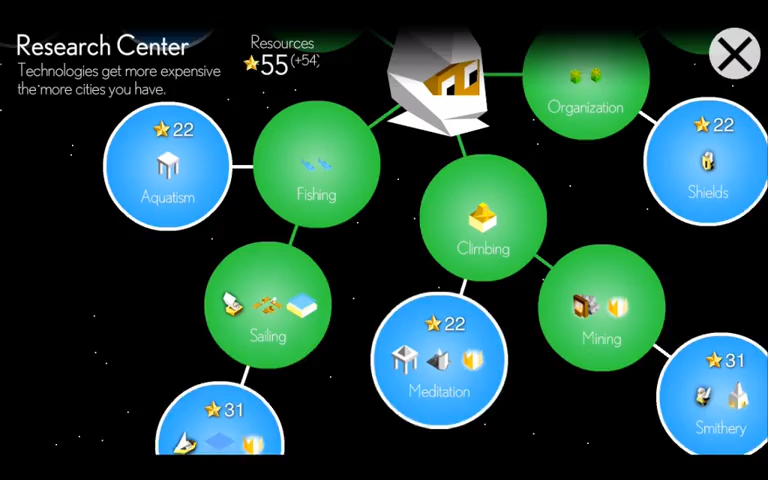 Research Center
Technologies get more expensive
the more cities you have.
Resources
55 (+54)
Organization
22
Aquatism
Fishing
22
Shields
Climbing
Sailing
Mining
22
Meditation
31
Smithery
31